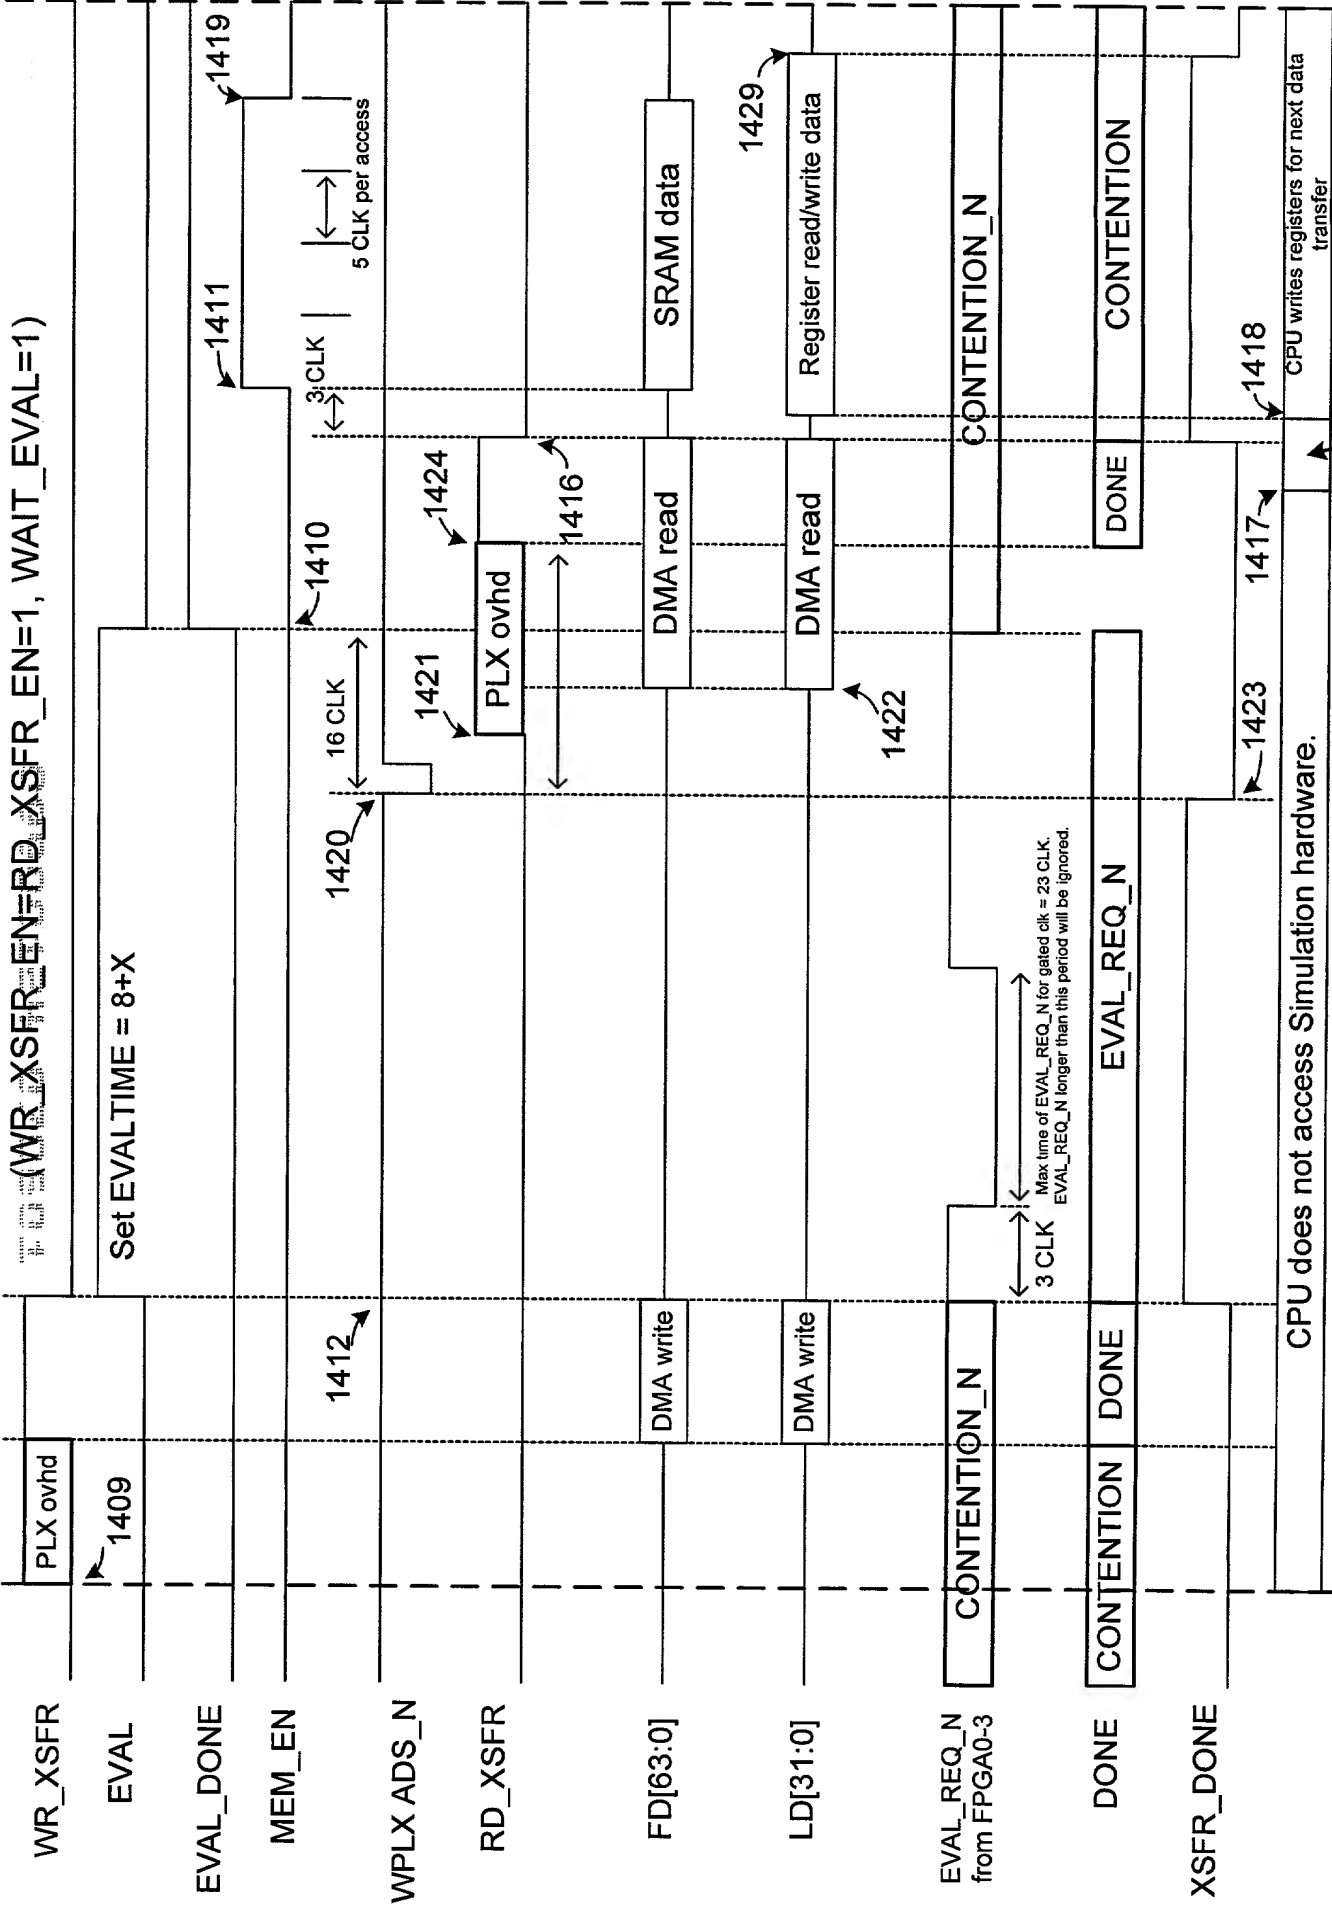 (WR_XSFR_EN=RD_XSFR_EN=1, WAIT_EVAL=1)
WR_XSFR
PLX ovhd
1409
EVAL
Set EVALTIME = 8+X
EVAL_DONE
MEM_EN
1410
1411
1419
3 CLK
5 CLK per access
WPLX ADS_N
1412
1420
16 CLK
RD_XSFR
1421
PLX ovhd
1424
1416
FD[63:0]
DMA write
DMA read
SRAM data
LD[31:0]
DMA write
1422
DMA read
Register read/write data
1429
EVAL_REQ_N
from FPGA0-3
CONTENTION_N
3 CLK
Max time of EVAL_REQ_N for gated clk = 23 CLK.
EVAL_REQ_N longer than this period will be ignored.
CONTENTION_N
DONE
CONTENTION
DONE
EVAL_REQ_N
DONE
CONTENTION
XSFR_DONE
1423
1417
1418
CPU does not access Simulation hardware.
CPU writes registers for next data
transfer